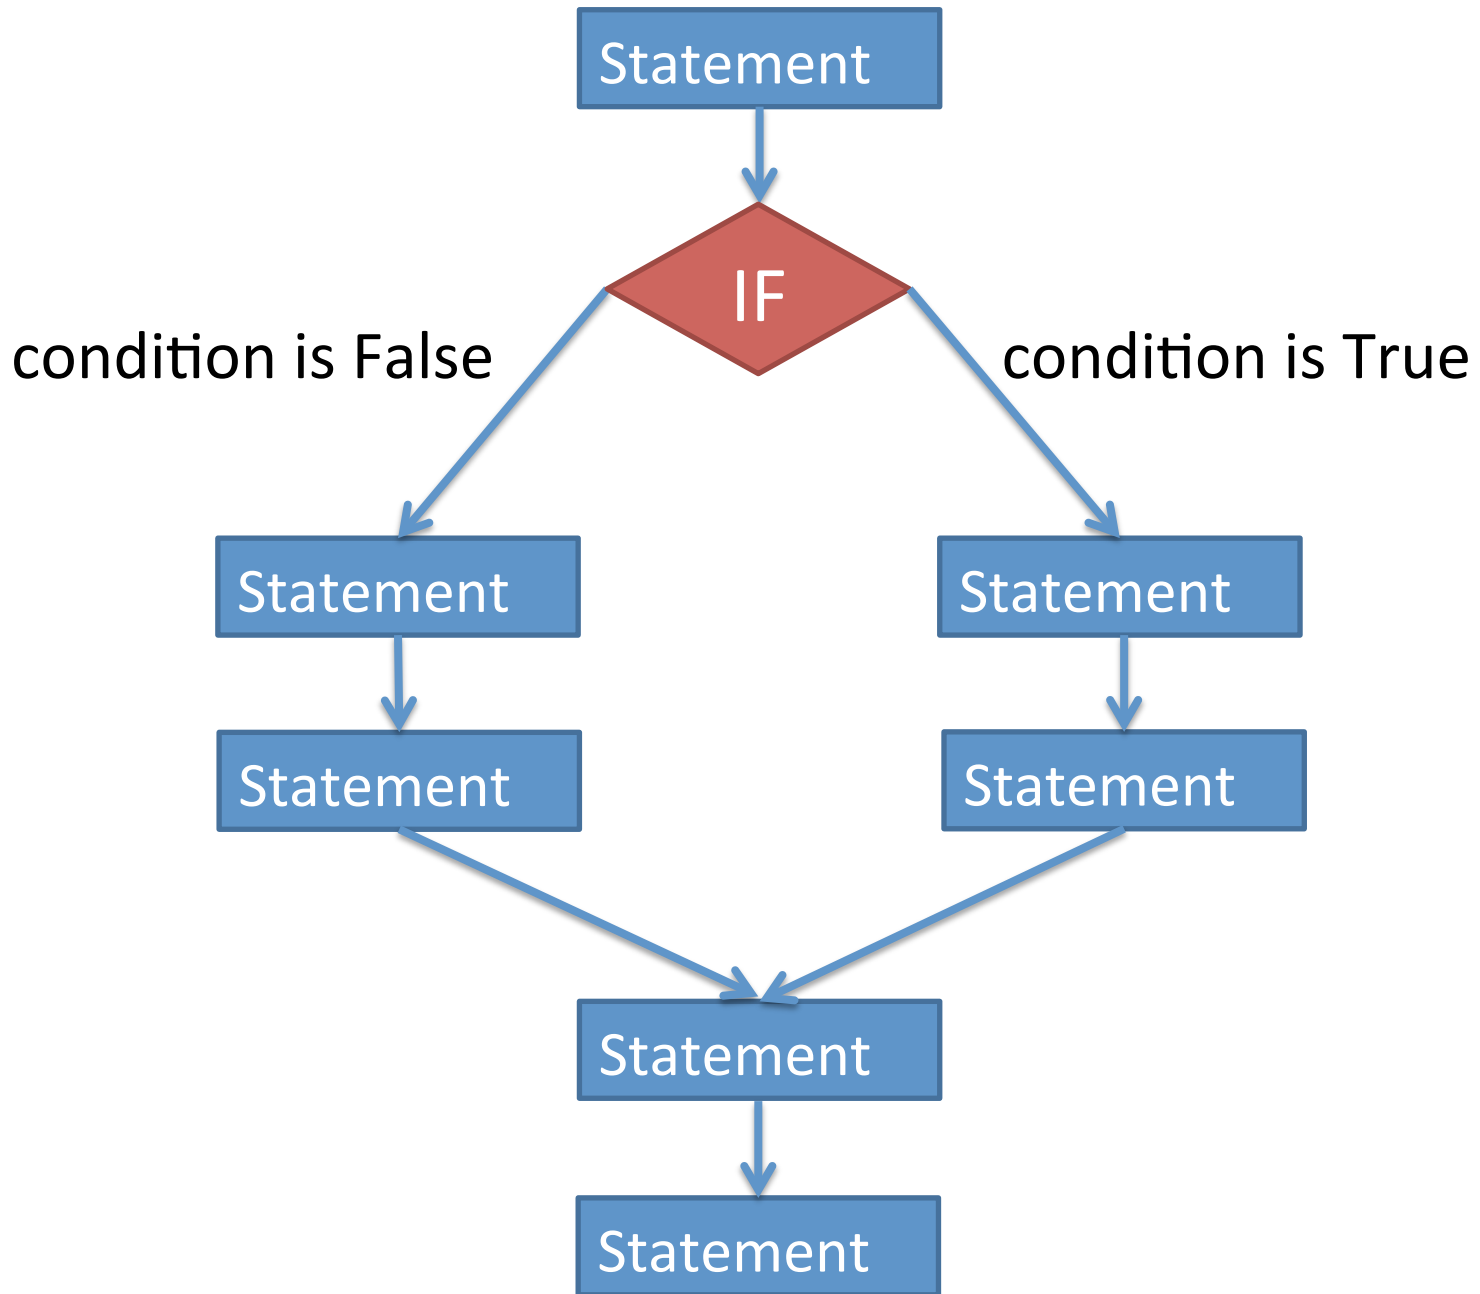 Statement
IF
condition is False
condition is True
Statement
Statement
Statement
Statement
Statement
Statement